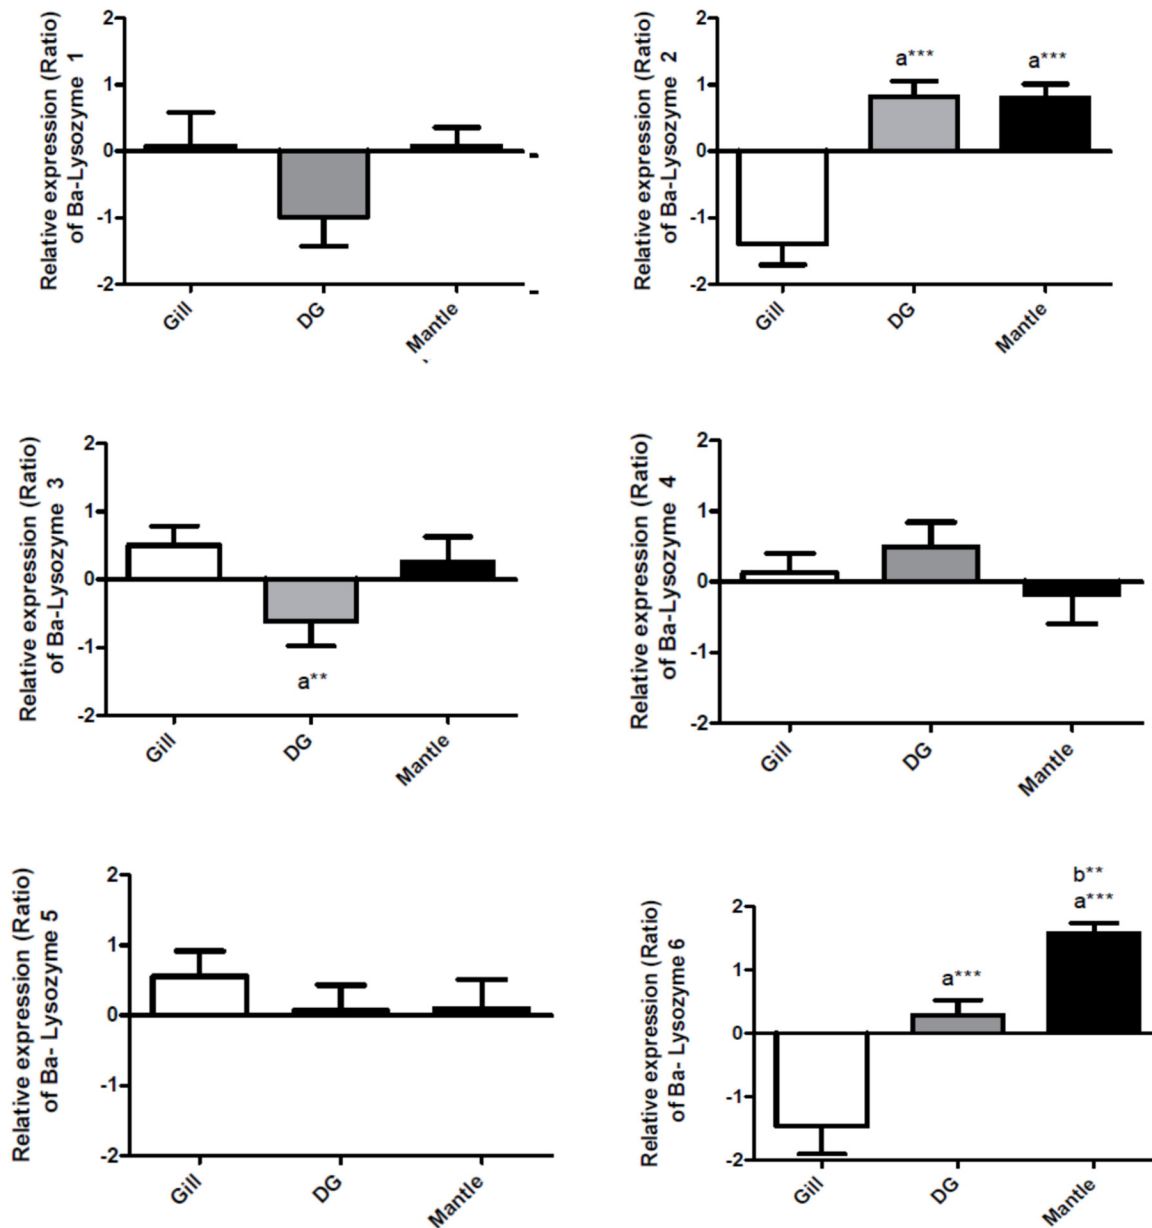 Relative expression (Ratio)
of Ba-Lysozyme 1
2
1
0
-1
-2
Gill
DG
Mantle
Relative expression (Ratio)
of Ba-Lysozyme 2
2
1
0
-1
-2
a***
a***
Gill
DG
Mantle
Relative expression (Ratio)
of Ba-Lysozyme 3
2
1
0
-1
-2
a**
Gill
DG
Mantle
Relative expression (Ratio)
of Ba-Lysozyme 4
2
1
0
-1
-2
Gill
DG
Mantle
Relative expression (Ratio)
of Ba- Lysozyme 5
2
1
0
-1
-2
Gill
DG
Mantle
Relative expression (Ratio)
of Ba- Lysozyme 6
2
1
0
-1
-2
a***
b**
a***
Gill
DG
Mantle